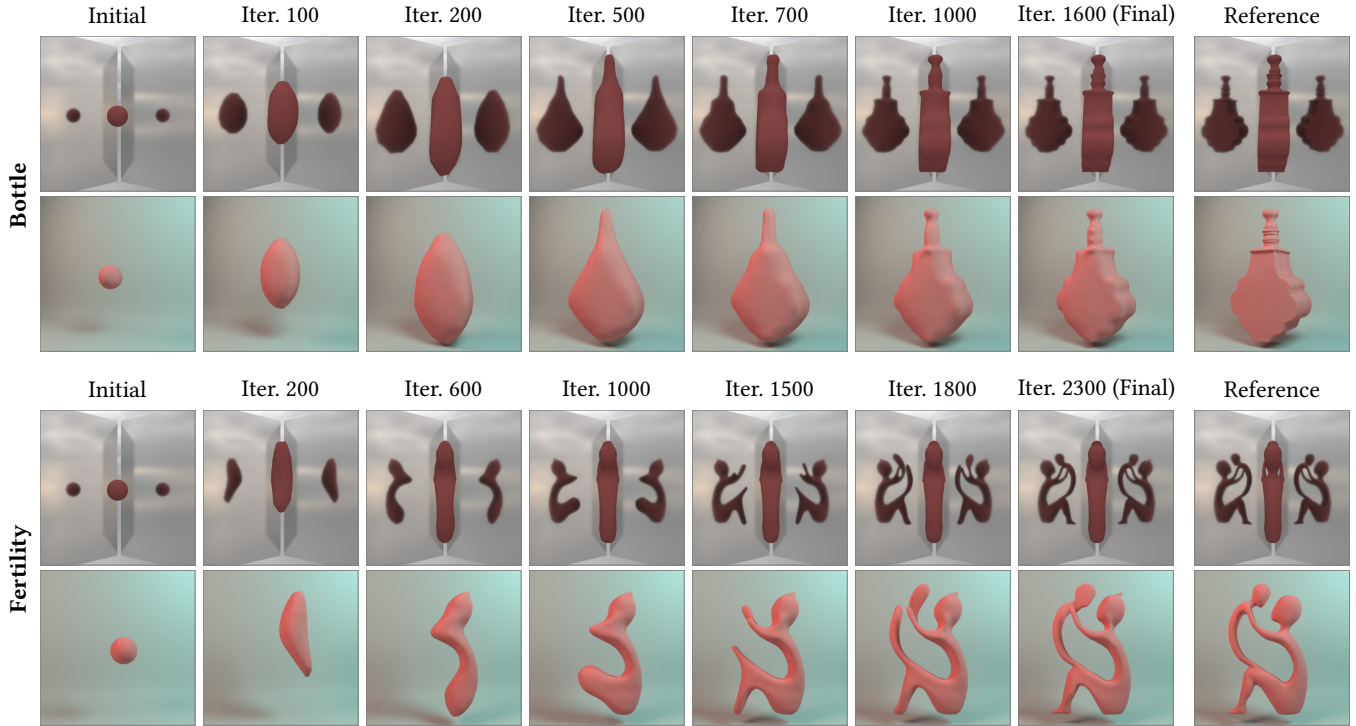 Initial Iter. 100 Iter. 200 Iter. 500 Iter. 700 Iter. 1000 Iter. 1600 (Final) Reference
Bottle
Initial Iter. 200 Iter. 600 Iter. 1000 Iter. 1500 Iter. 1800 Iter. 2300 (Final) Reference
Fertility